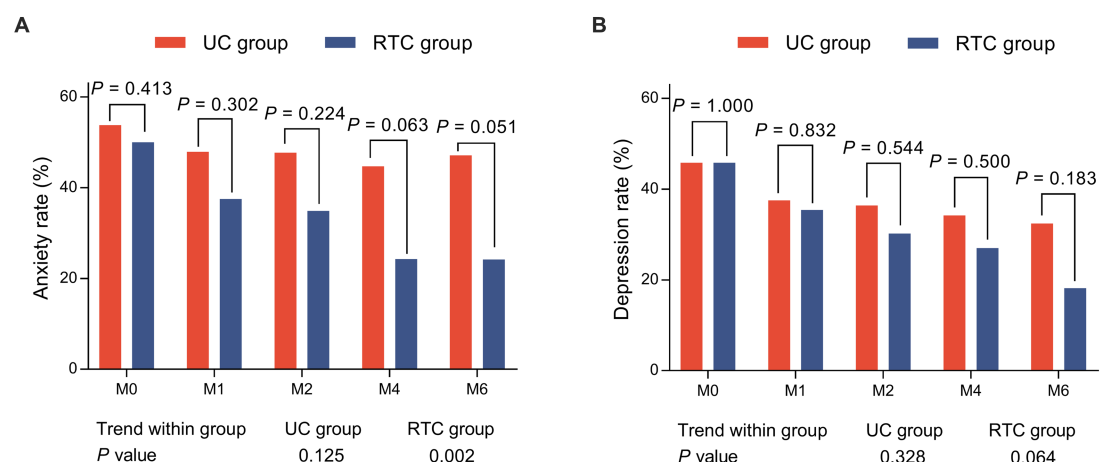 A
UC group RTC group
Anxiety rate (%)
60
40
20
0
P = 0.413
P = 0.302
P = 0.224
P = 0.063
P = 0.051
M0 M1 M2 M4 M6
Trend within group UC group RTC group
P value 0.125 0.002
B
UC group RTC group
Depression rate (%)
60
40
20
0
P = 1.000
P = 0.832
P = 0.544
P = 0.500
P = 0.183
M0 M1 M2 M4 M6
Trend within group UC group RTC group
P value 0.328 0.064